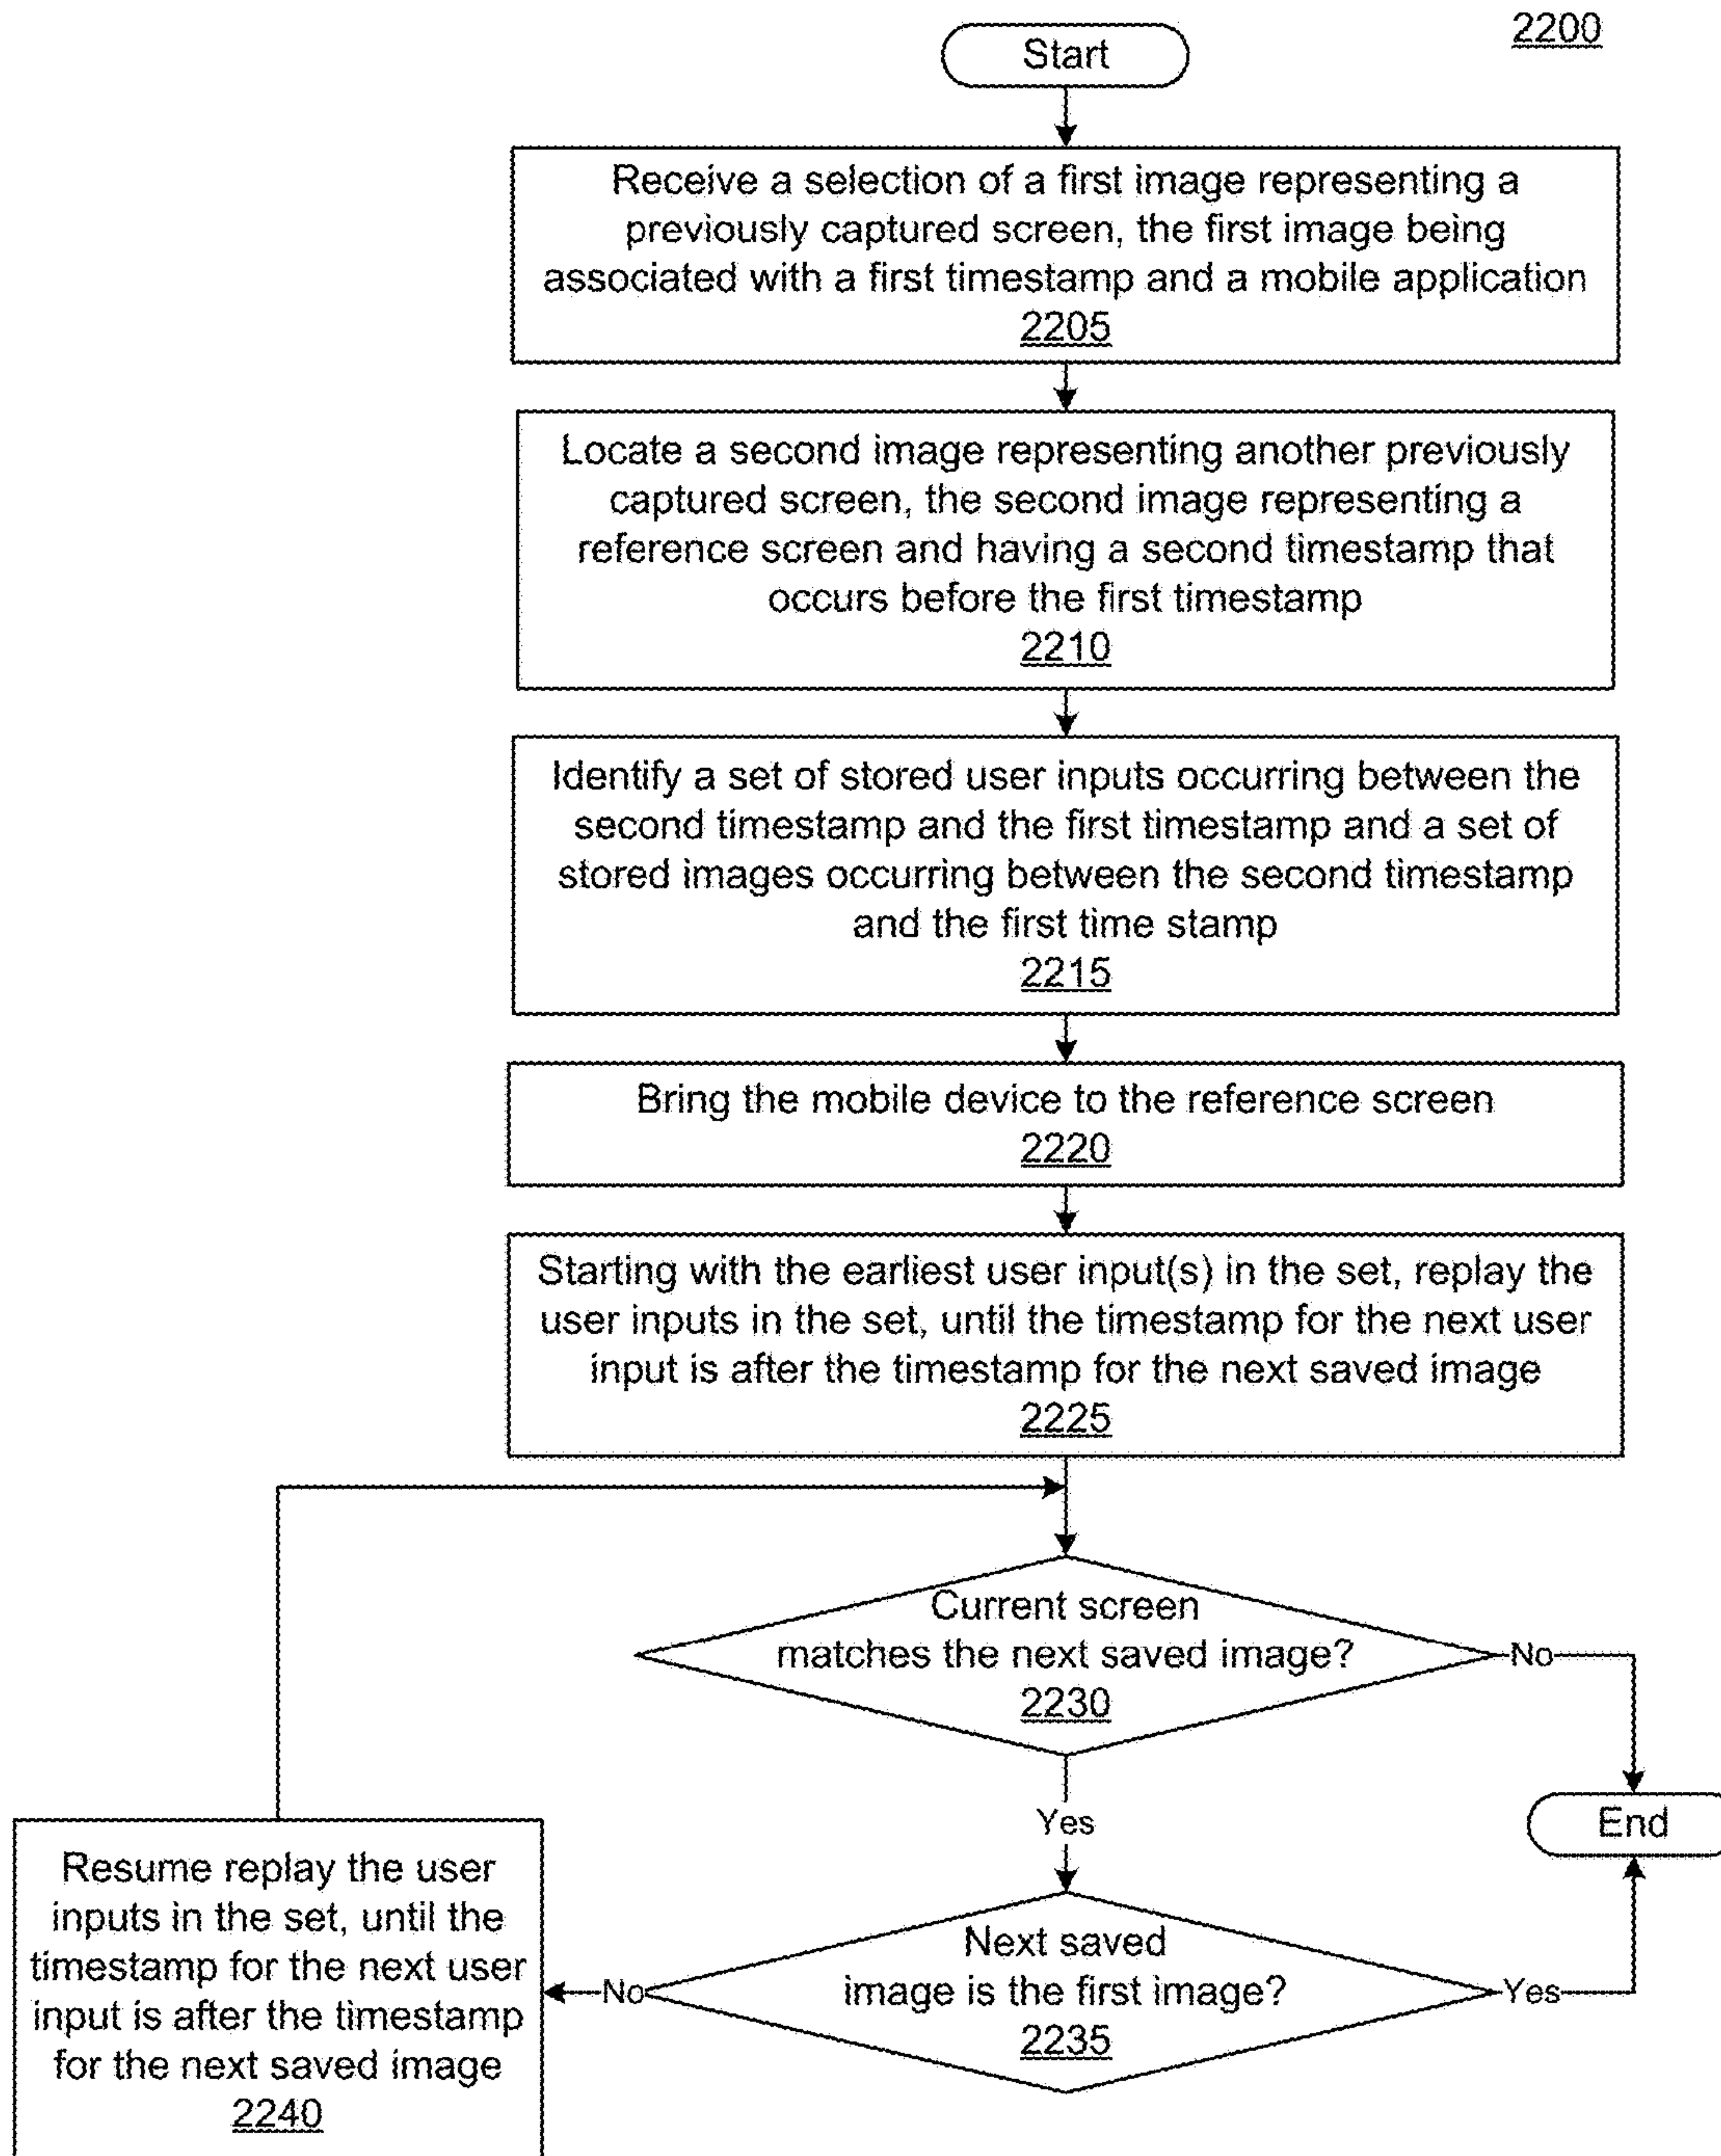 2200
Start
Receive a selection of a first image representing a
previously captured screen, the first image being
associated with a first timestamp and a mobile application
2205
Locate a second image representing another previously
captured screen, the second image representing a
reference screen and having a second timestamp that
occurs before the first timestamp
2210
Identify a set of stored user inputs occurring between the
second timestamp and the first timestamp and a set of
stored images occurring between the second timestamp
and the first time stamp
2215
Bring the mobile device to the reference screen
2220
Starting with the earliest user input(s) in the set, replay the
user inputs in the set, until the timestamp for the next user
input is after the timestamp for the next saved image
2225
Current screen
matches the next saved image?
2230
No
Yes
End
Next saved
image is the first image?
2235
Yes
No
Resume replay the user
inputs in the set, until the
timestamp for the next user
input is after the timestamp
for the next saved image
2240